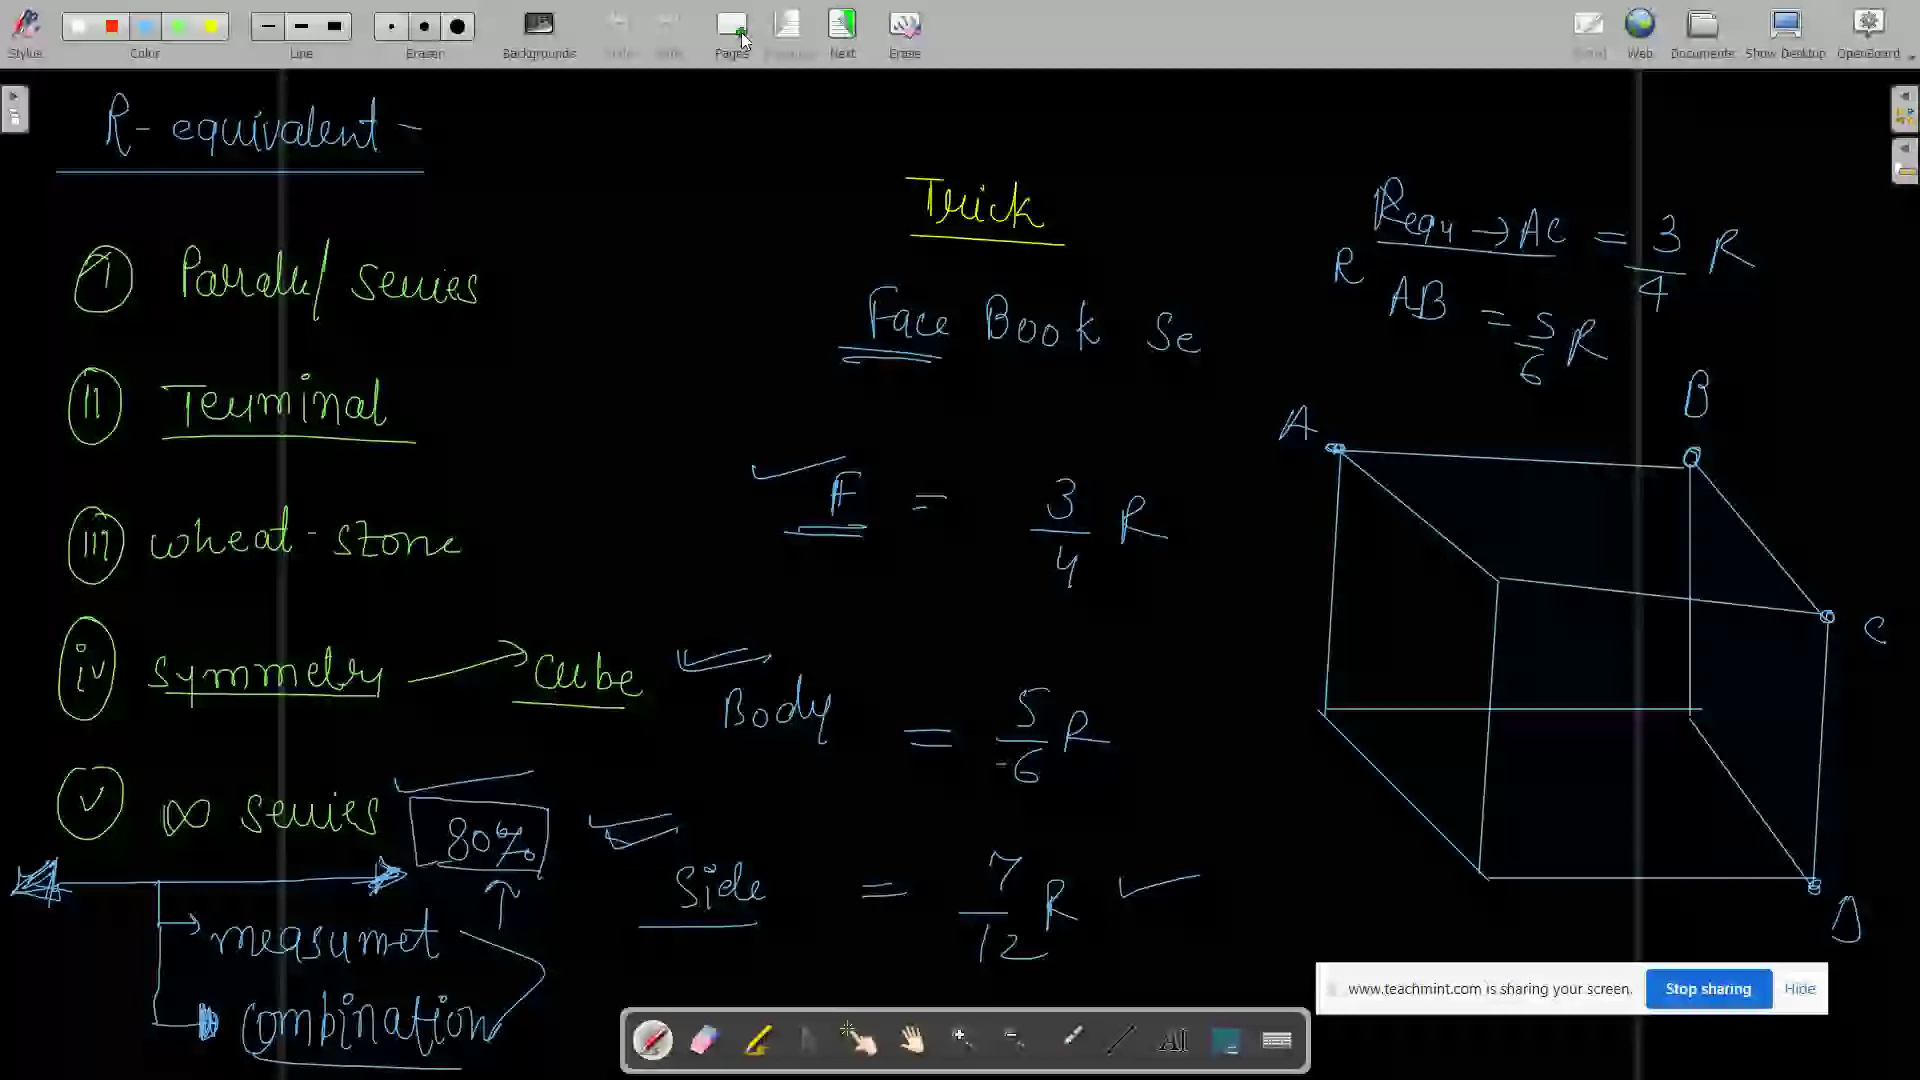 Stylus
Color
Line
Eraser
Backgrounds
Pages
Next
Erase
Web
Documents
Show Desktop
OpenBoard
R- equivalent -
Trick
Face Book Se
Requ → AC = 3/4 R
R AB = 5/6 R
I Parallel/ series
II Terminal
F = 3/4 R
III wheat-stone
iv symmetry → cube
Body = 5/6 R
V ∞ series 80%
Side = 7/12 R
measumet
combination
A
B
C
D
www.teachmint.com is sharing your screen.
Stop sharing
Hide
AI